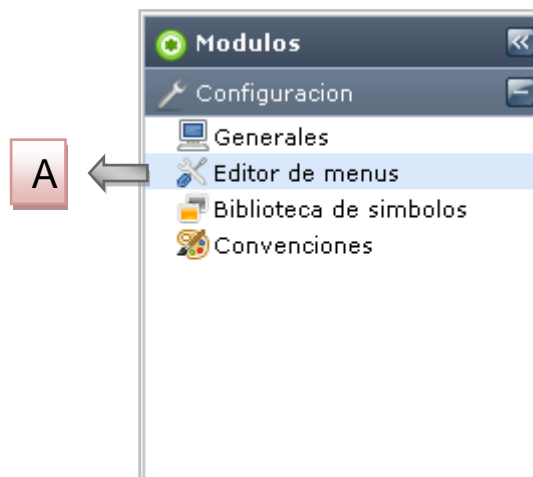 Modulos
Configuracion
Generales
A
Editor de menus
Biblioteca de simbolos
Convenciones